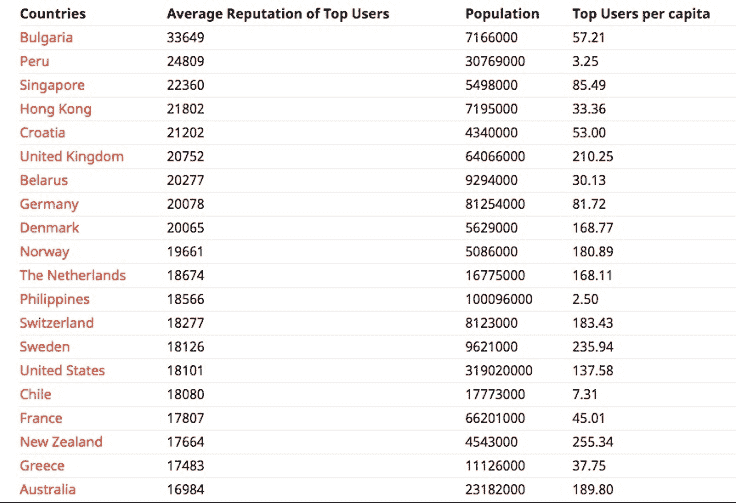 Countries Average Reputation of Top Users Population Top Users per capita
Bulgaria 33649 7166000 57.21
Peru 24809 30769000 3.25
Singapore 22360 5498000 85.49
Hong Kong 21802 7195000 33.36
Croatia 21202 4340000 53.00
United Kingdom 20752 64066000 210.25
Belarus 20277 9294000 30.13
Germany 20078 81254000 81.72
Denmark 20065 5629000 168.77
Norway 19661 5086000 180.89
The Netherlands 18674 16775000 168.11
Philippines 18566 100096000 2.50
Switzerland 18277 8123000 183.43
Sweden 18126 9621000 235.94
United States 18101 319020000 137.58
Chile 18080 17773000 7.31
France 17807 66201000 45.01
New Zealand 17664 4543000 255.34
Greece 17483 11126000 37.75
Australia 16984 23182000 189.80